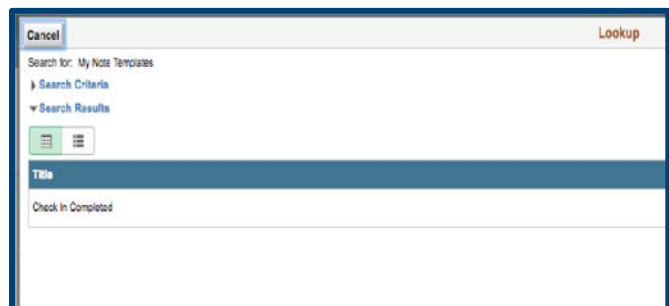 Cancel
Lookup
Search for: My Note Templates
Search Criteria
Search Results
Title
Check In Completed